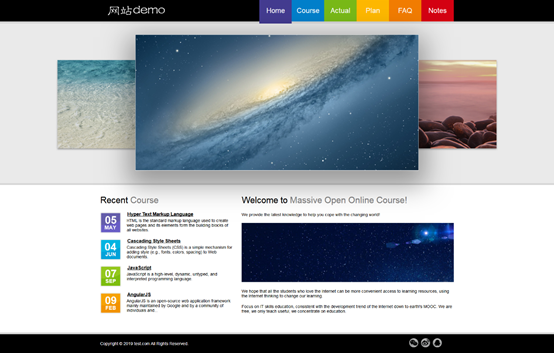 网站demo
Home Course Actual Plan FAQ Notes
Recent Course
Welcome to Massive Open Online Course!
05
MAY
Hyper Text Markup Language
HTML is the standard markup language used to create
web pages and its elements form the building blocks of
all websites.
04
JUN
Cascading Style Sheets
Cascading Style Sheets (CSS) is a simple mechanism for
adding style (e.g., fonts, colors, spacing) to Web
documents.
07
SEP
JavaScript
JavaScript is a high-level, dynamic, untyped, and
interpreted programming language.
09
FEB
AngularJS
AngularJS is an open-source web application framework
mainly maintained by Google and by a community of
individuals and.
We provide the latest knowledge to help you cope with the changing world!
We hope that all the students who love the internet can be more convenient access to learning resources, using
the Internet thinking to change our learning.
Focus on IT skills education, consistent with the development trend of the internet down to earth's MOOC. We are
free, we only teach useful, we concentrate on education.
Copyright © 2019 test.com All Rights Reserved.